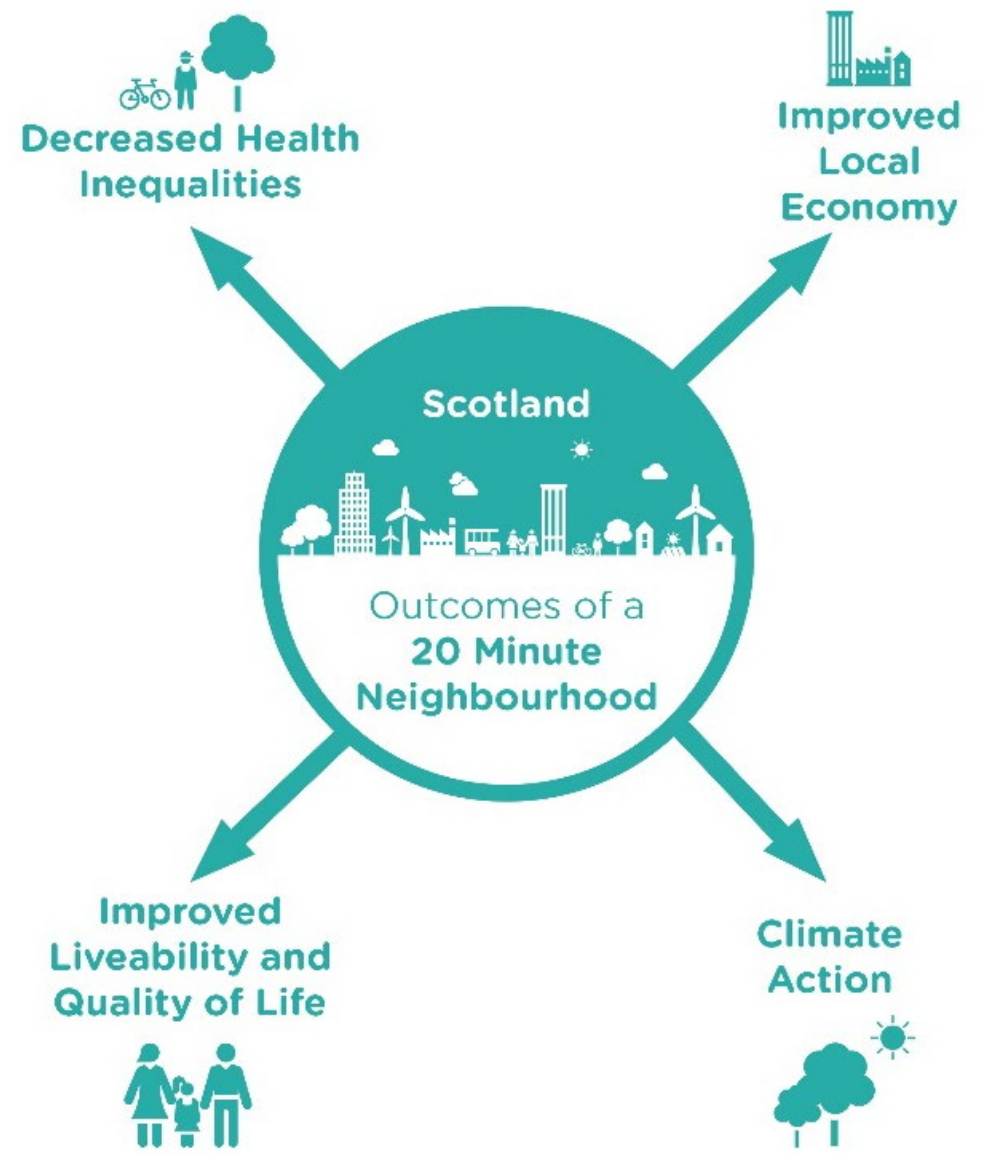 Decreased Health
Inequalities
Improved
Local
Economy
Scotland
Outcomes of a
20 Minute
Neighbourhood
Improved
Liveability and
Quality of Life
Climate
Action